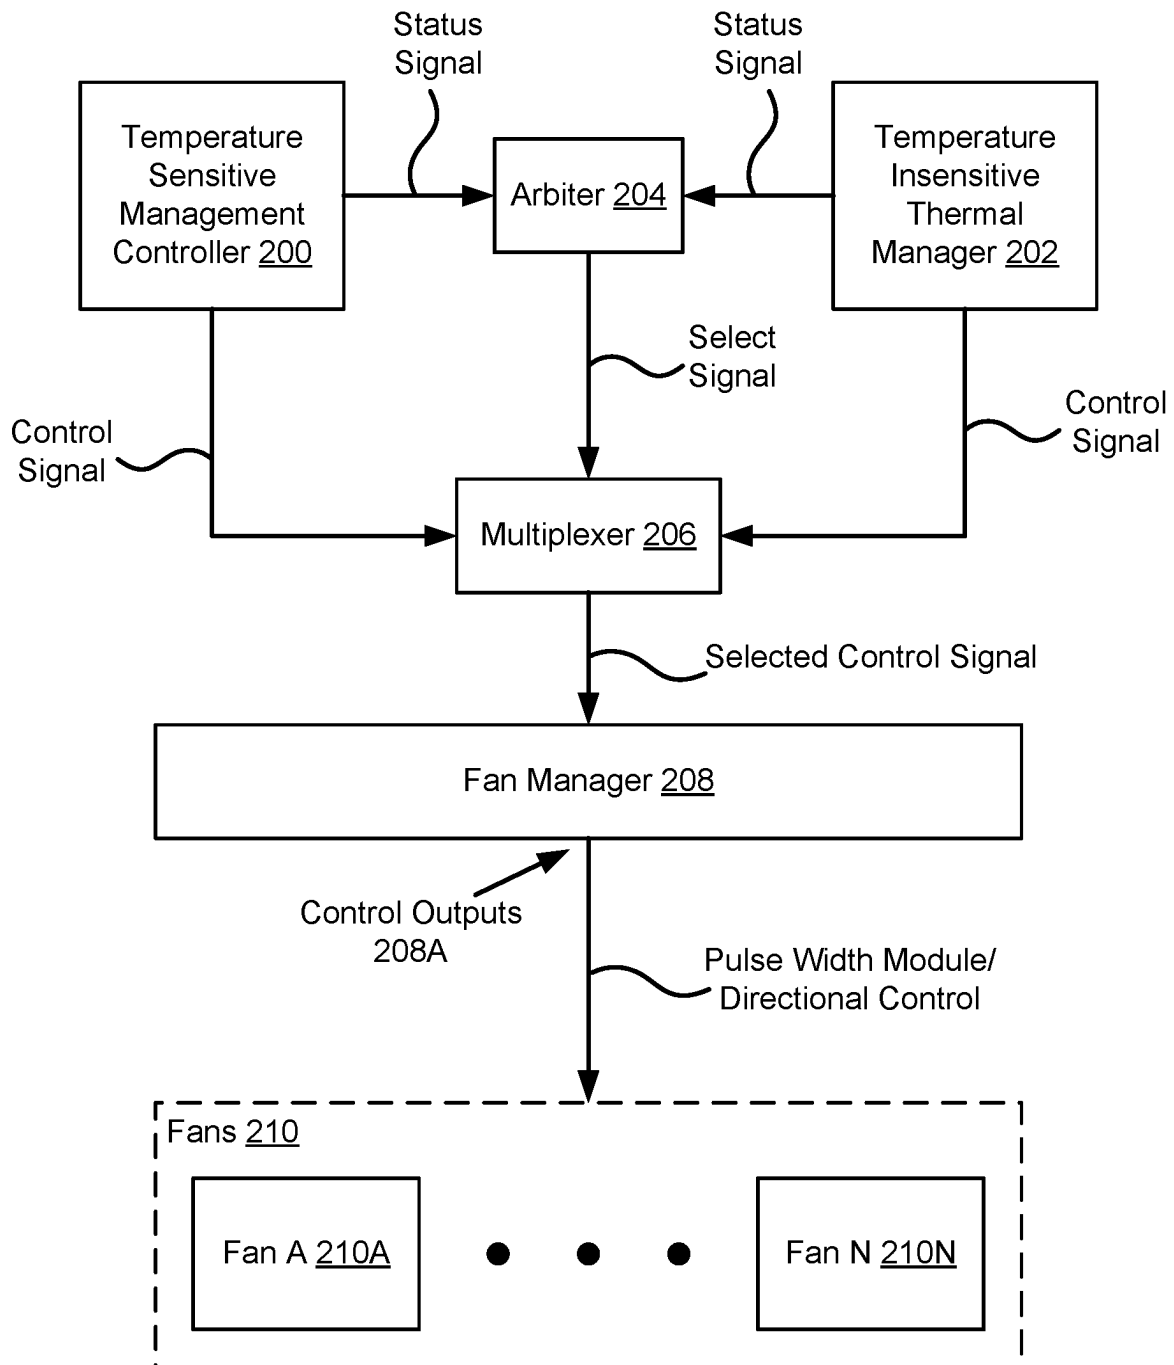 Status
Signal
Status
Signal
Temperature
Sensitive
Management
Controller 200
Arbiter 204
Temperature
Insensitive
Thermal
Manager 202
Select
Signal
Control
Signal
Control
Signal
Multiplexer 206
Selected Control Signal
Fan Manager 208
Control Outputs
208A
Pulse Width Module/
Directional Control
Fans 210
Fan A 210A
Fan N 210N